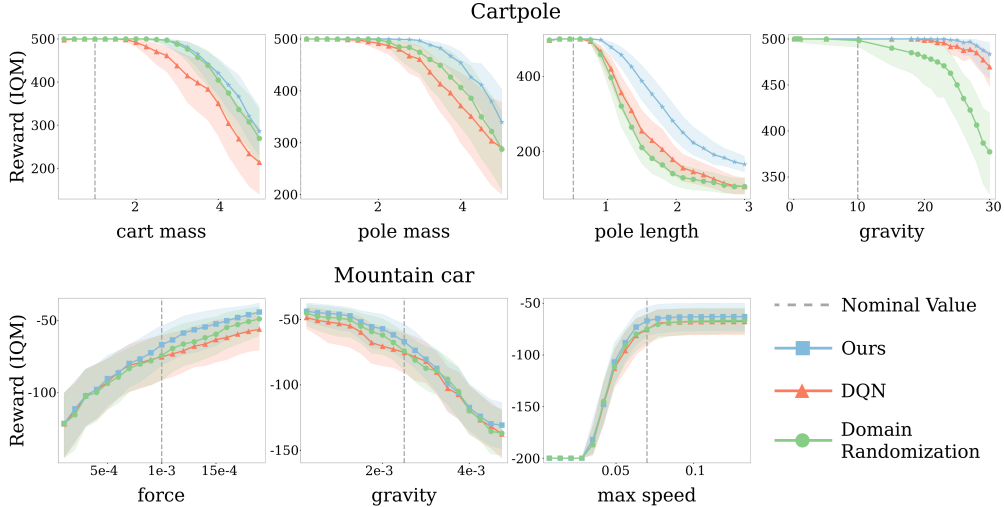 Cartpole
Reward (IQM)
500
400
300
200
2
4
cart mass
500
400
300
200
2
4
pole mass
400
200
1
2
3
pole length
500
450
400
350
0
10
20
30
gravity
Mountain car
Reward (IQM)
-50
-100
5e-4
1e-3
15e-4
force
-50
-100
-150
2e-3
4e-3
gravity
-50
-100
-150
-200
0.05
0.1
max speed
Nominal Value
Ours
DQN
Domain
Randomization